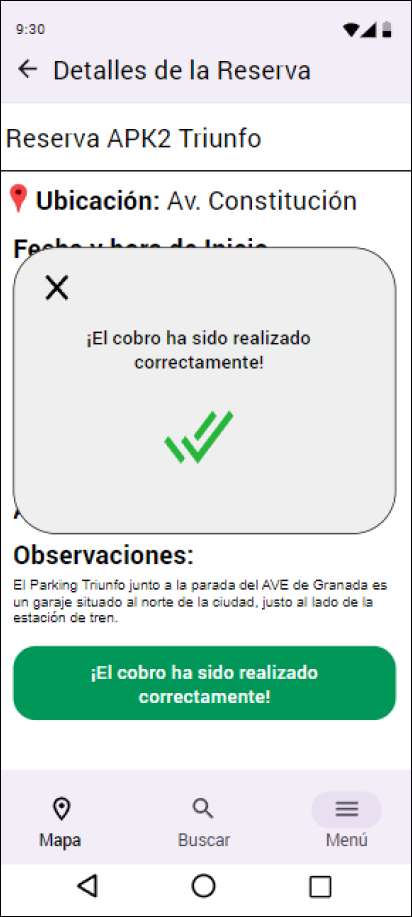 9:30
Detalles de la Reserva
Reserva APK2 Triunfo
Ubicación: Av. Constitución
Fecha y hora de Inicio
¡El cobro ha sido realizado
correctamente!
Observaciones:
El Parking Triunfo junto a la parada del AVE de Granada es
un garaje situado al norte de la ciudad, justo al lado de la
estación de tren.
¡El cobro ha sido realizado
correctamente!
Mapa
Buscar
Menú